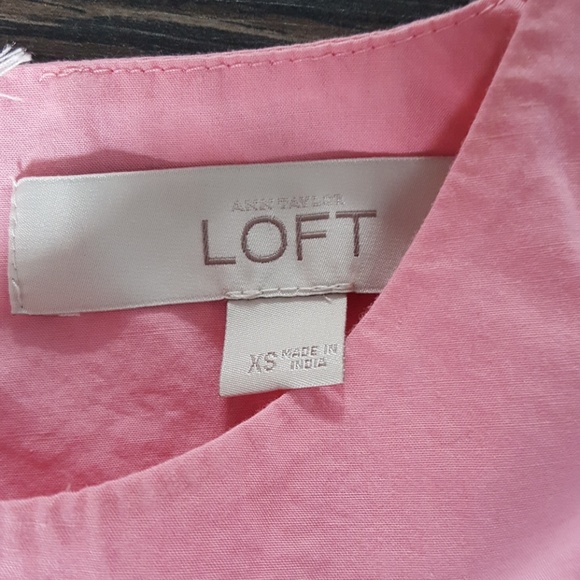 ANN TAYLOR
LOFT
XS MADE IN
INDIA